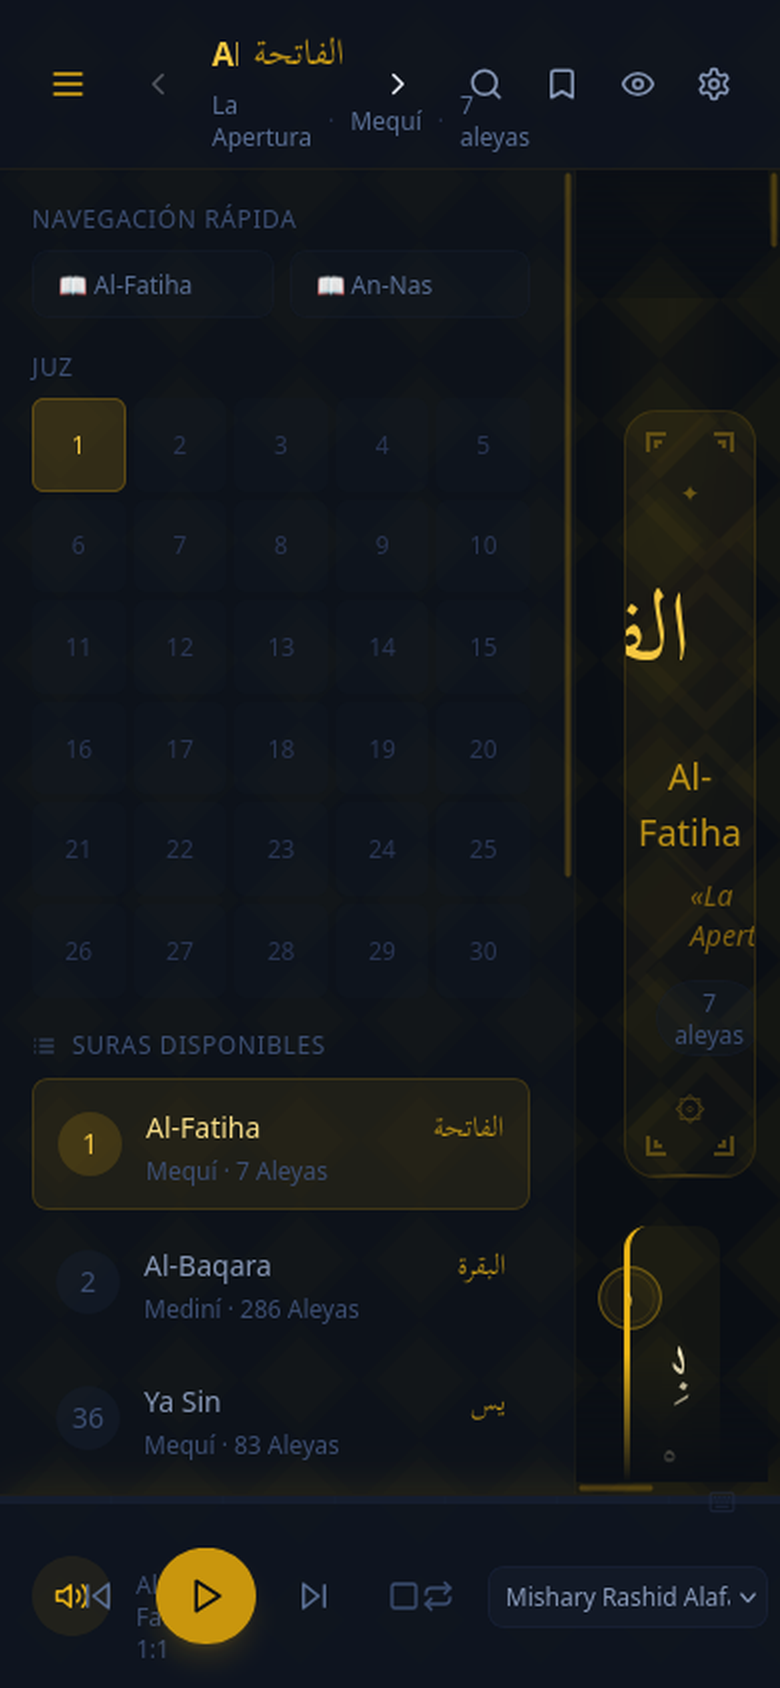 Al الفاتحة
La Apertura · Mequí · 7 aleyas
NAVEGACIÓN RÁPIDA
Al-Fatiha An-Nas
JUZ
1 2 3 4 5
6 7 8 9 10
11 12 13 14 15
16 17 18 19 20
21 22 23 24 25
26 27 28 29 30
SURAS DISPONIBLES
1 Al-Fatiha الفاتحة
Mequí · 7 Aleyas
2 Al-Baqara البقرة
Mediní · 286 Aleyas
36 Ya Sin يس
Mequí · 83 Aleyas
الف
Al-
Fatiha
«La
Apert
7
aleyas
Al
Fa
1:1
Mishary Rashid Alaf